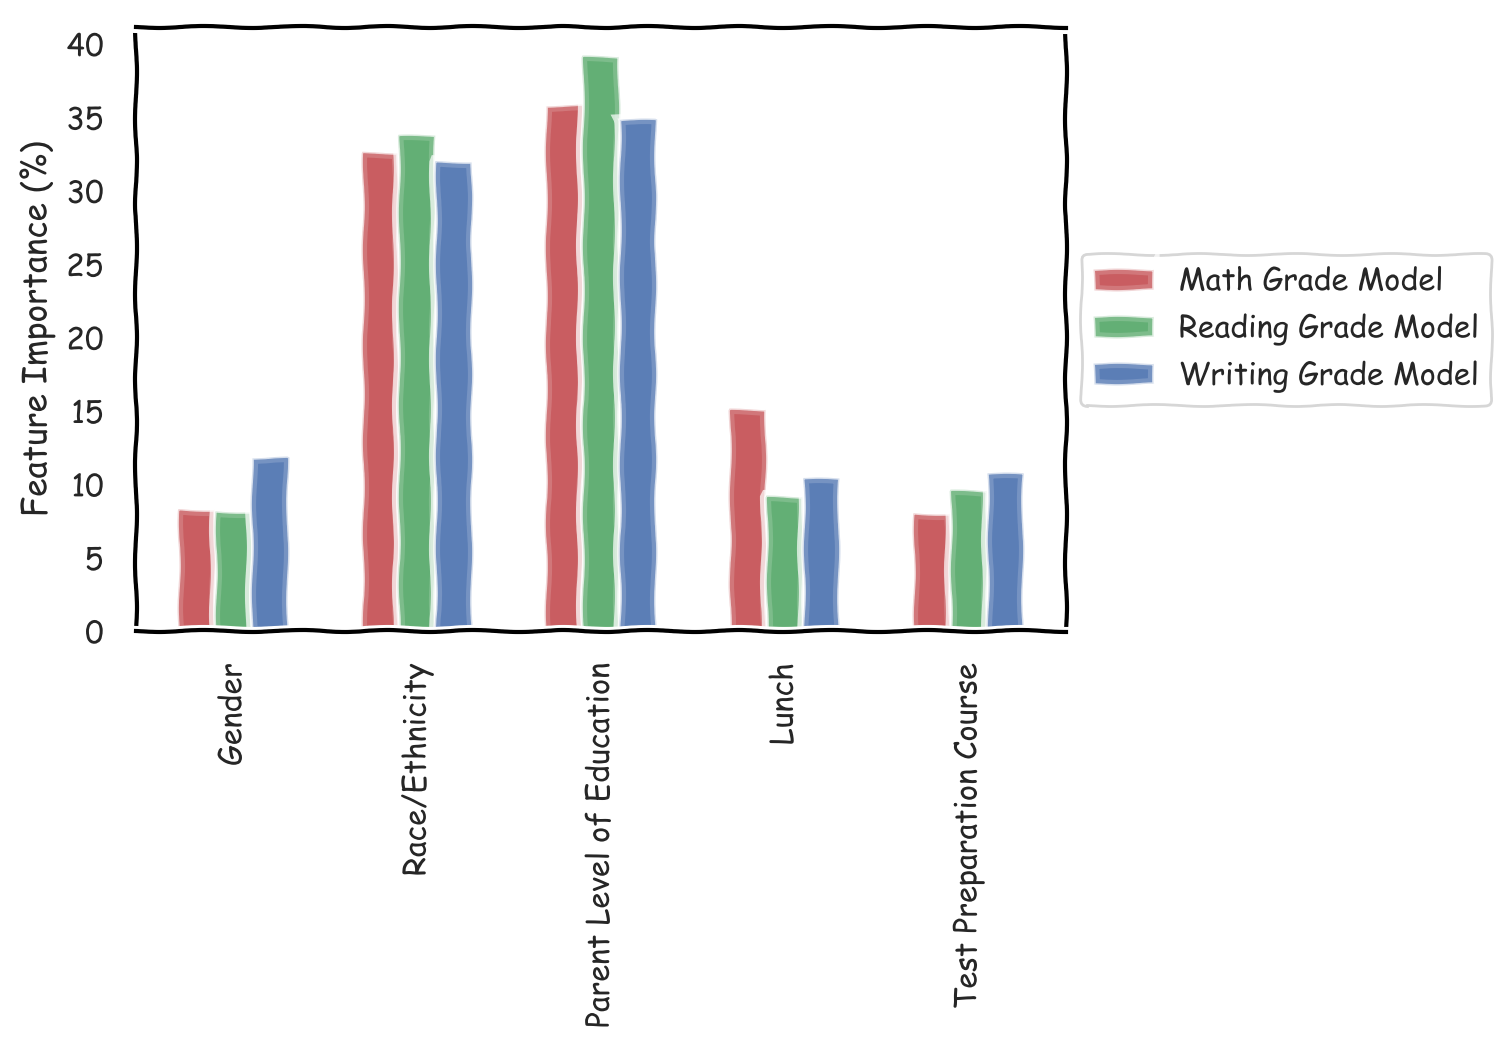 Feature Importance (%)
40
35
30
25
20
15
10
5
0
Gender
Race/Ethnicity
Parent Level of Education
Lunch
Test Preparation Course
Math Grade Model
Reading Grade Model
Writing Grade Model